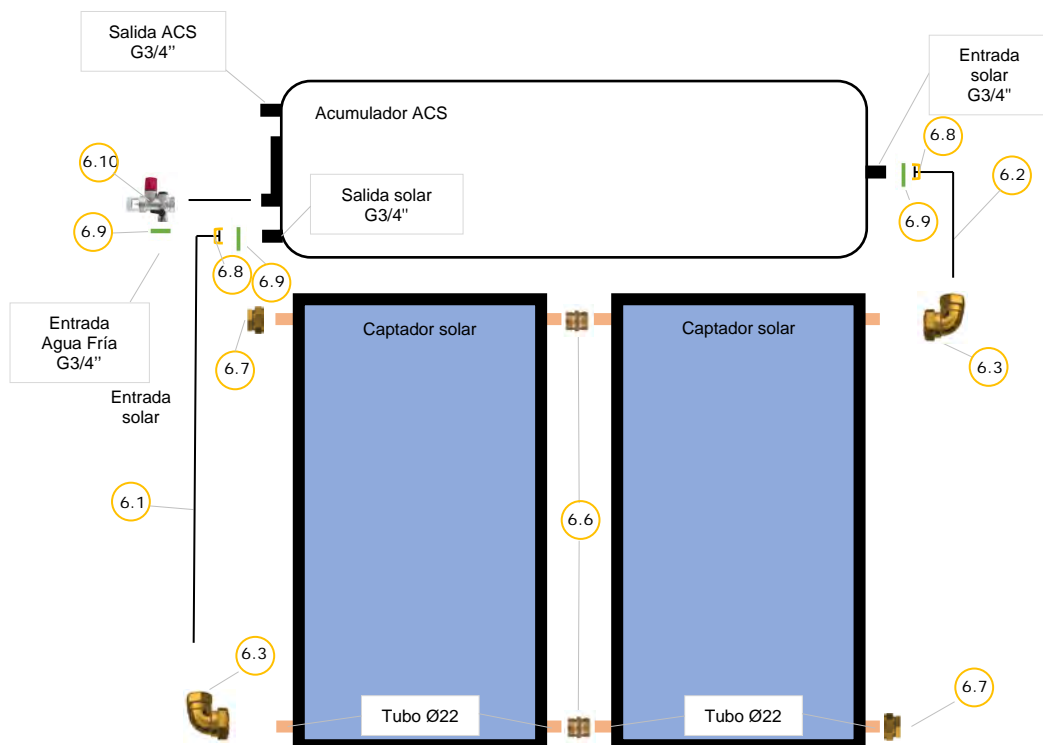 Salida ACS
G3/4’’
Entrada
solar
G3/4"
Acumulador ACS
6.8
6.10
6.2
Salida solar
G3/4"
6.9
6.9
6.8
6.9
Entrada
Agua Fría
G3/4’’
Captador solar
Captador solar
6.7
6.3
Entrada
solar
6.1
6.6
6.3
6.7
Tubo Ø22
Tubo Ø22